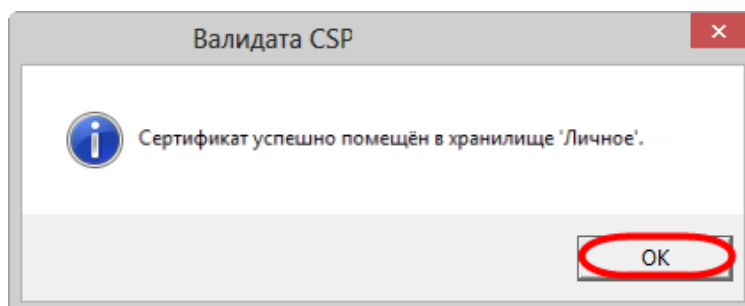 Валидата CSP
Сертификат успешно помещён в хранилище 'Личное'.
OK